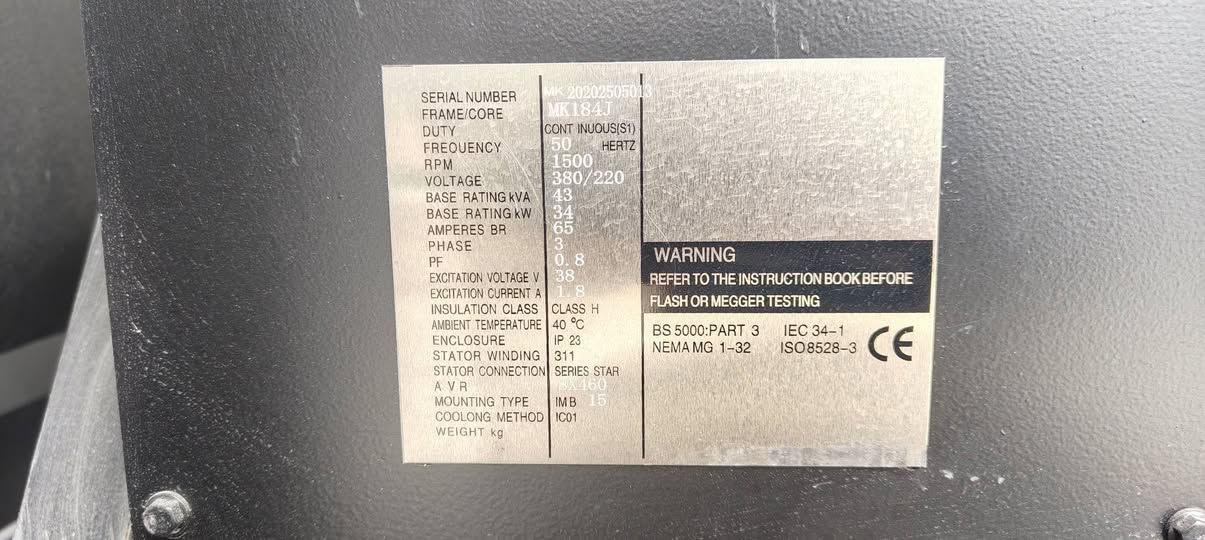 SERIAL NUMBER MK 20202505013
FRAME/CORE MK184J
DUTY CONT INUOUS(S1)
FREQUENCY 50 HERTZ
RPM 1500
VOLTAGE 380/220
BASE RATING kVA 43
BASE RATING kW 34
AMPERES BR 65
PHASE 3
PF 0.8
EXCITATION VOLTAGE V 38
EXCITATION CURRENT A 1.8
INSULATION CLASS CLASS H
AMBIENT TEMPERATURE 40 °C
ENCLOSURE IP 23
STATOR WINDING 311
STATOR CONNECTION SERIES STAR
A V R SX460
MOUNTING TYPE IMB 15
COOLONG METHOD IC01
WEIGHT kg
WARNING
REFER TO THE INSTRUCTION BOOK BEFORE
FLASH OR MEGGER TESTING
BS 5000:PART 3 IEC 34-1
NEMA MG 1-32 ISO8528-3
CE